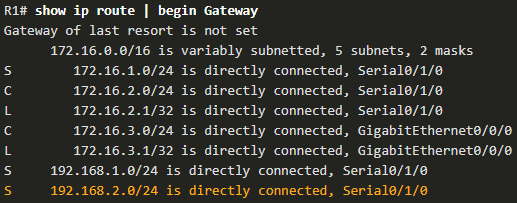 R1# show ip route | begin Gateway
Gateway of last resort is not set
      172.16.0.0/16 is variably subnetted, 5 subnets, 2 masks
S        172.16.1.0/24 is directly connected, Serial0/1/0
C        172.16.2.0/24 is directly connected, Serial0/1/0
L        172.16.2.1/32 is directly connected, Serial0/1/0
C        172.16.3.0/24 is directly connected, GigabitEthernet0/0/0
L        172.16.3.1/32 is directly connected, GigabitEthernet0/0/0
S     192.168.1.0/24 is directly connected, Serial0/1/0
S     192.168.2.0/24 is directly connected, Serial0/1/0